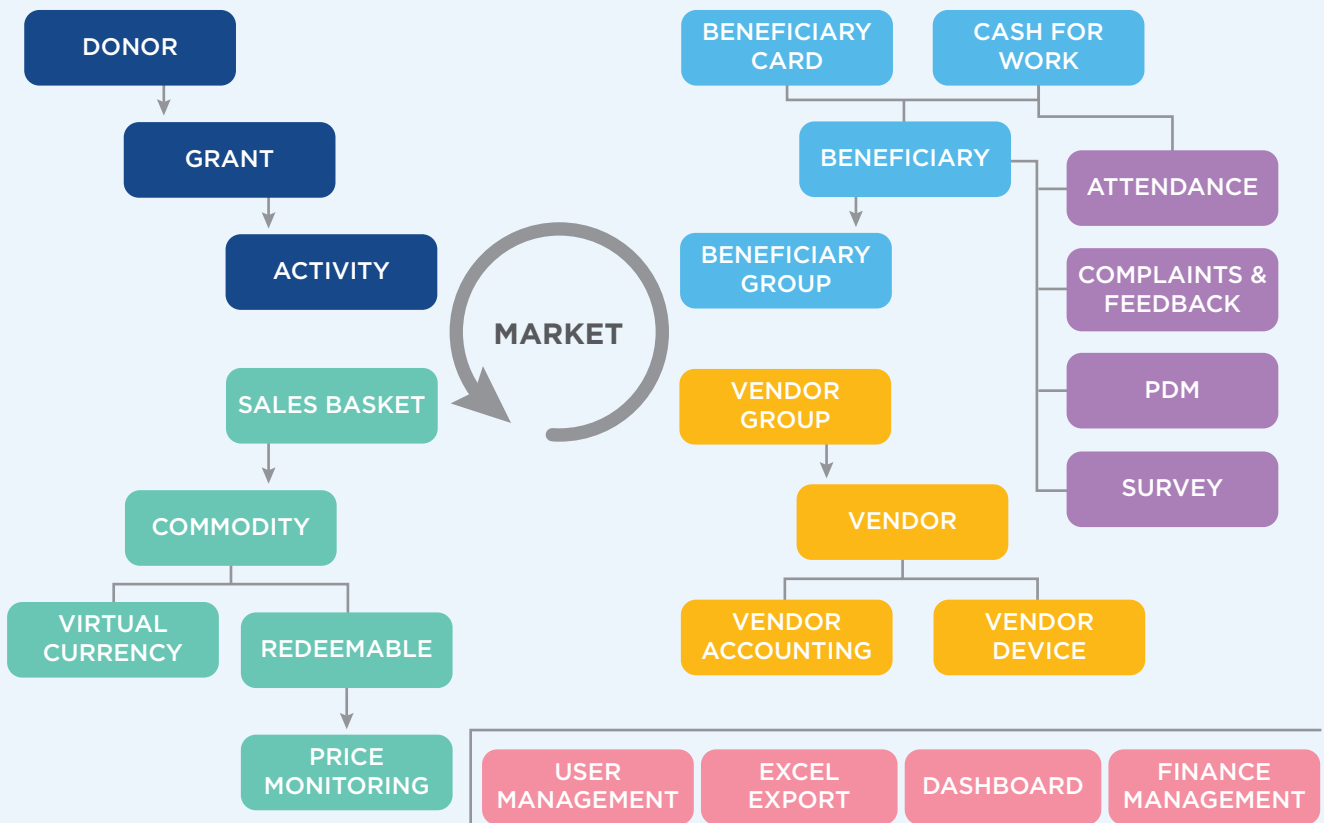 DONOR
GRANT
ACTIVITY
BENEFICIARY
CARD
CASH FOR
WORK
BENEFICIARY
BENEFICIARY
GROUP
ATTENDANCE
COMPLAINTS &
FEEDBACK
PDM
SURVEY
MARKET
SALES BASKET
COMMODITY
VIRTUAL
CURRENCY
REDEEMABLE
PRICE
MONITORING
VENDOR
GROUP
VENDOR
VENDOR
ACCOUNTING
VENDOR
DEVICE
USER
MANAGEMENT
EXCEL
EXPORT
DASHBOARD
FINANCE
MANAGEMENT